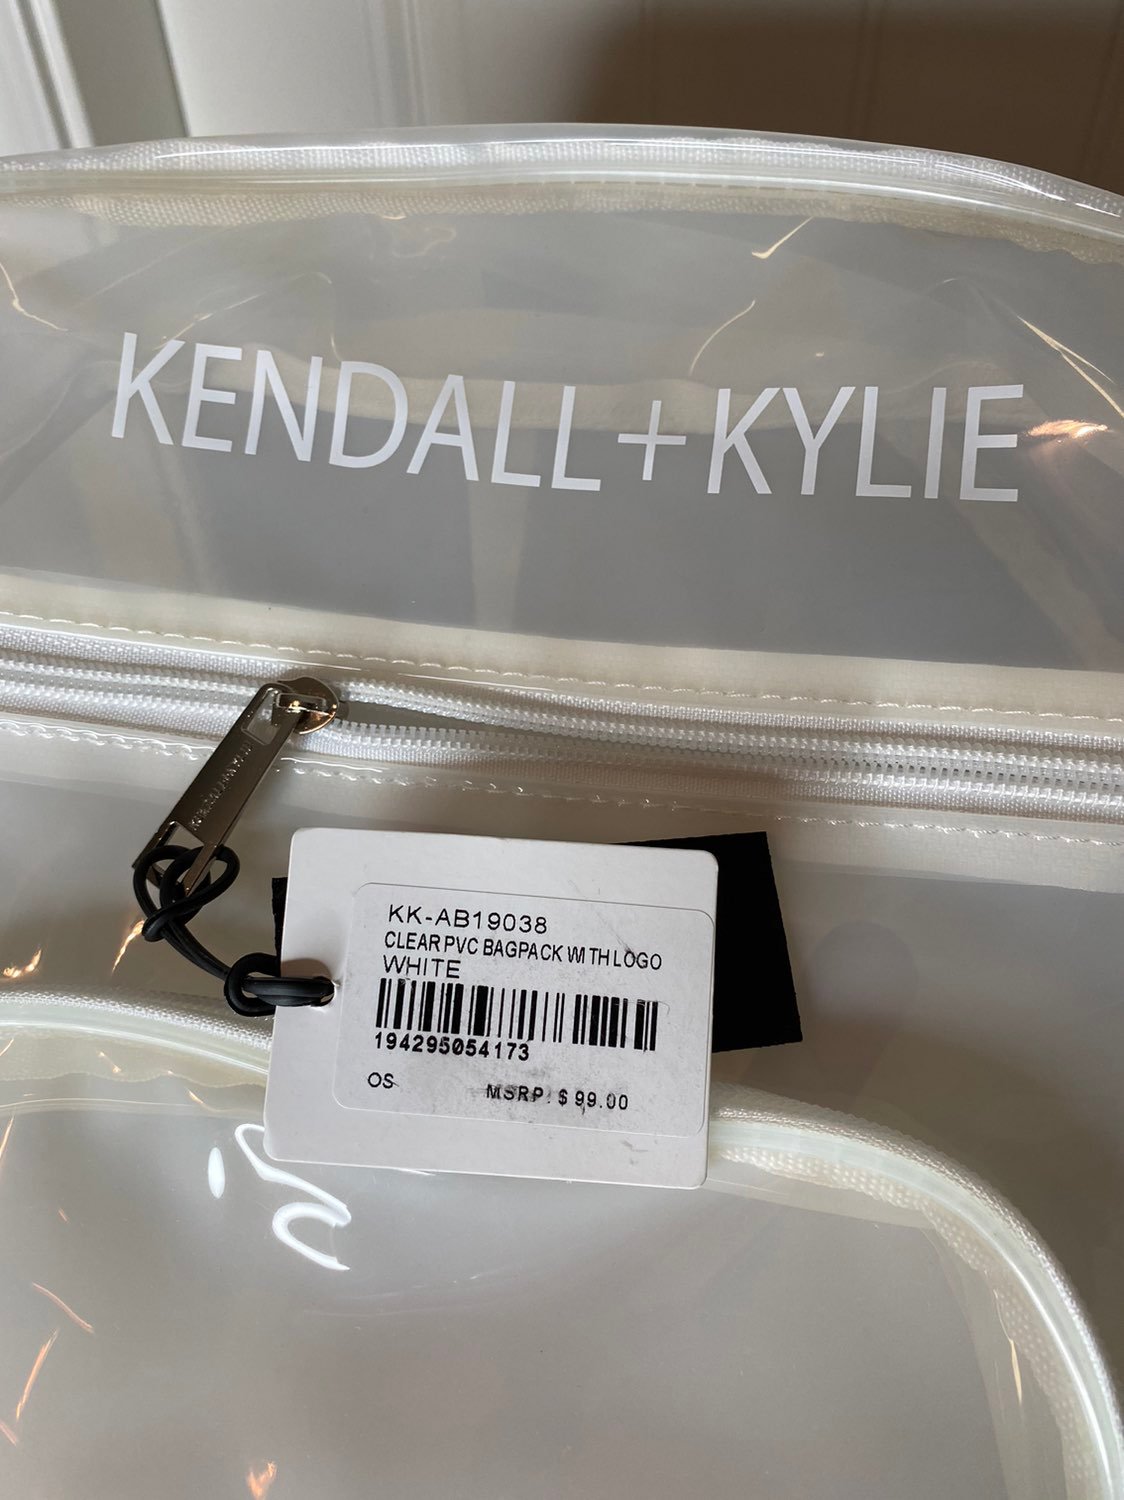 KENDALL+KYLIE
KK-AB19038
CLEAR PVC BAGPACK WITH LOGO
WHITE
194295054173
OS MSRP: $ 99.00